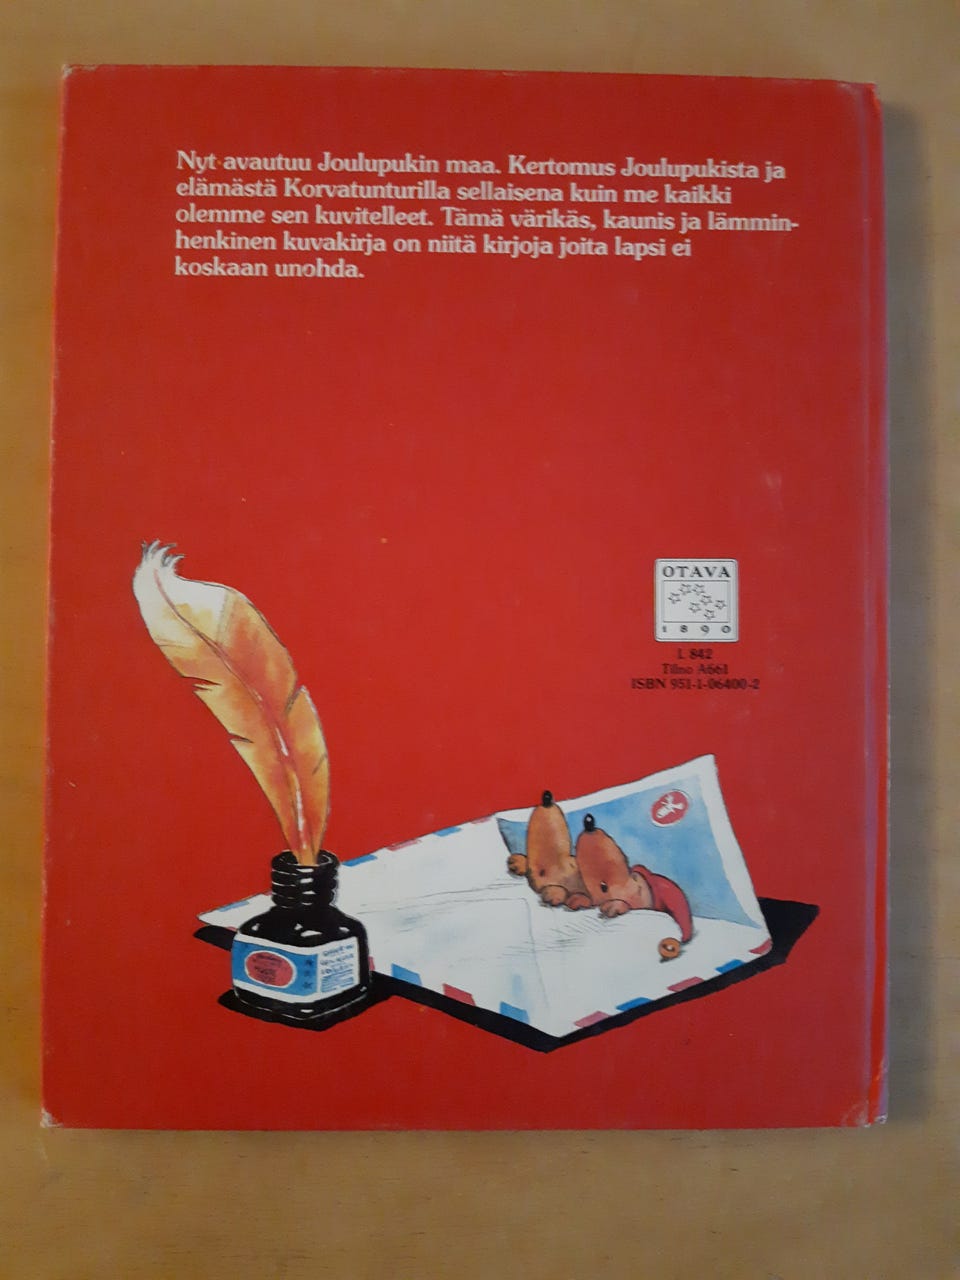 Nyt avautuu Joulupukin maa. Kertomus Joulupukista ja
elämästä Korvatunturilla sellaisena kuin me kaikki
olemme sen kuvitelleet. Tämä värikäs, kaunis ja lämmin-
henkinen kuvakirja on niitä kirjoja joita lapsi ei
koskaan unohda.
OTAVA
1890
L 842
Tilno A661
ISBN 951-1-06400-2